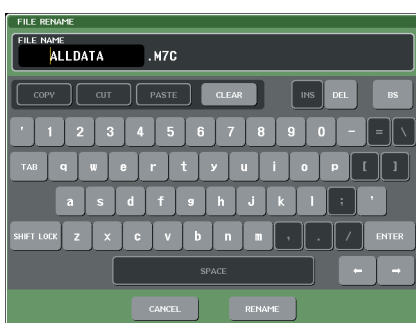 FILE RENAME
FILE NAME
ALLDATA .M7C
COPY CUT PASTE CLEAR INS DEL BS
' 1 2 3 4 5 6 7 8 9 0 - = \
TAB q w e r t y u i o p [ ]
a s d f g h j k l ; '
SHIFT LOCK z x c v b n m , . / ENTER
SPACE ← →
CANCEL RENAME